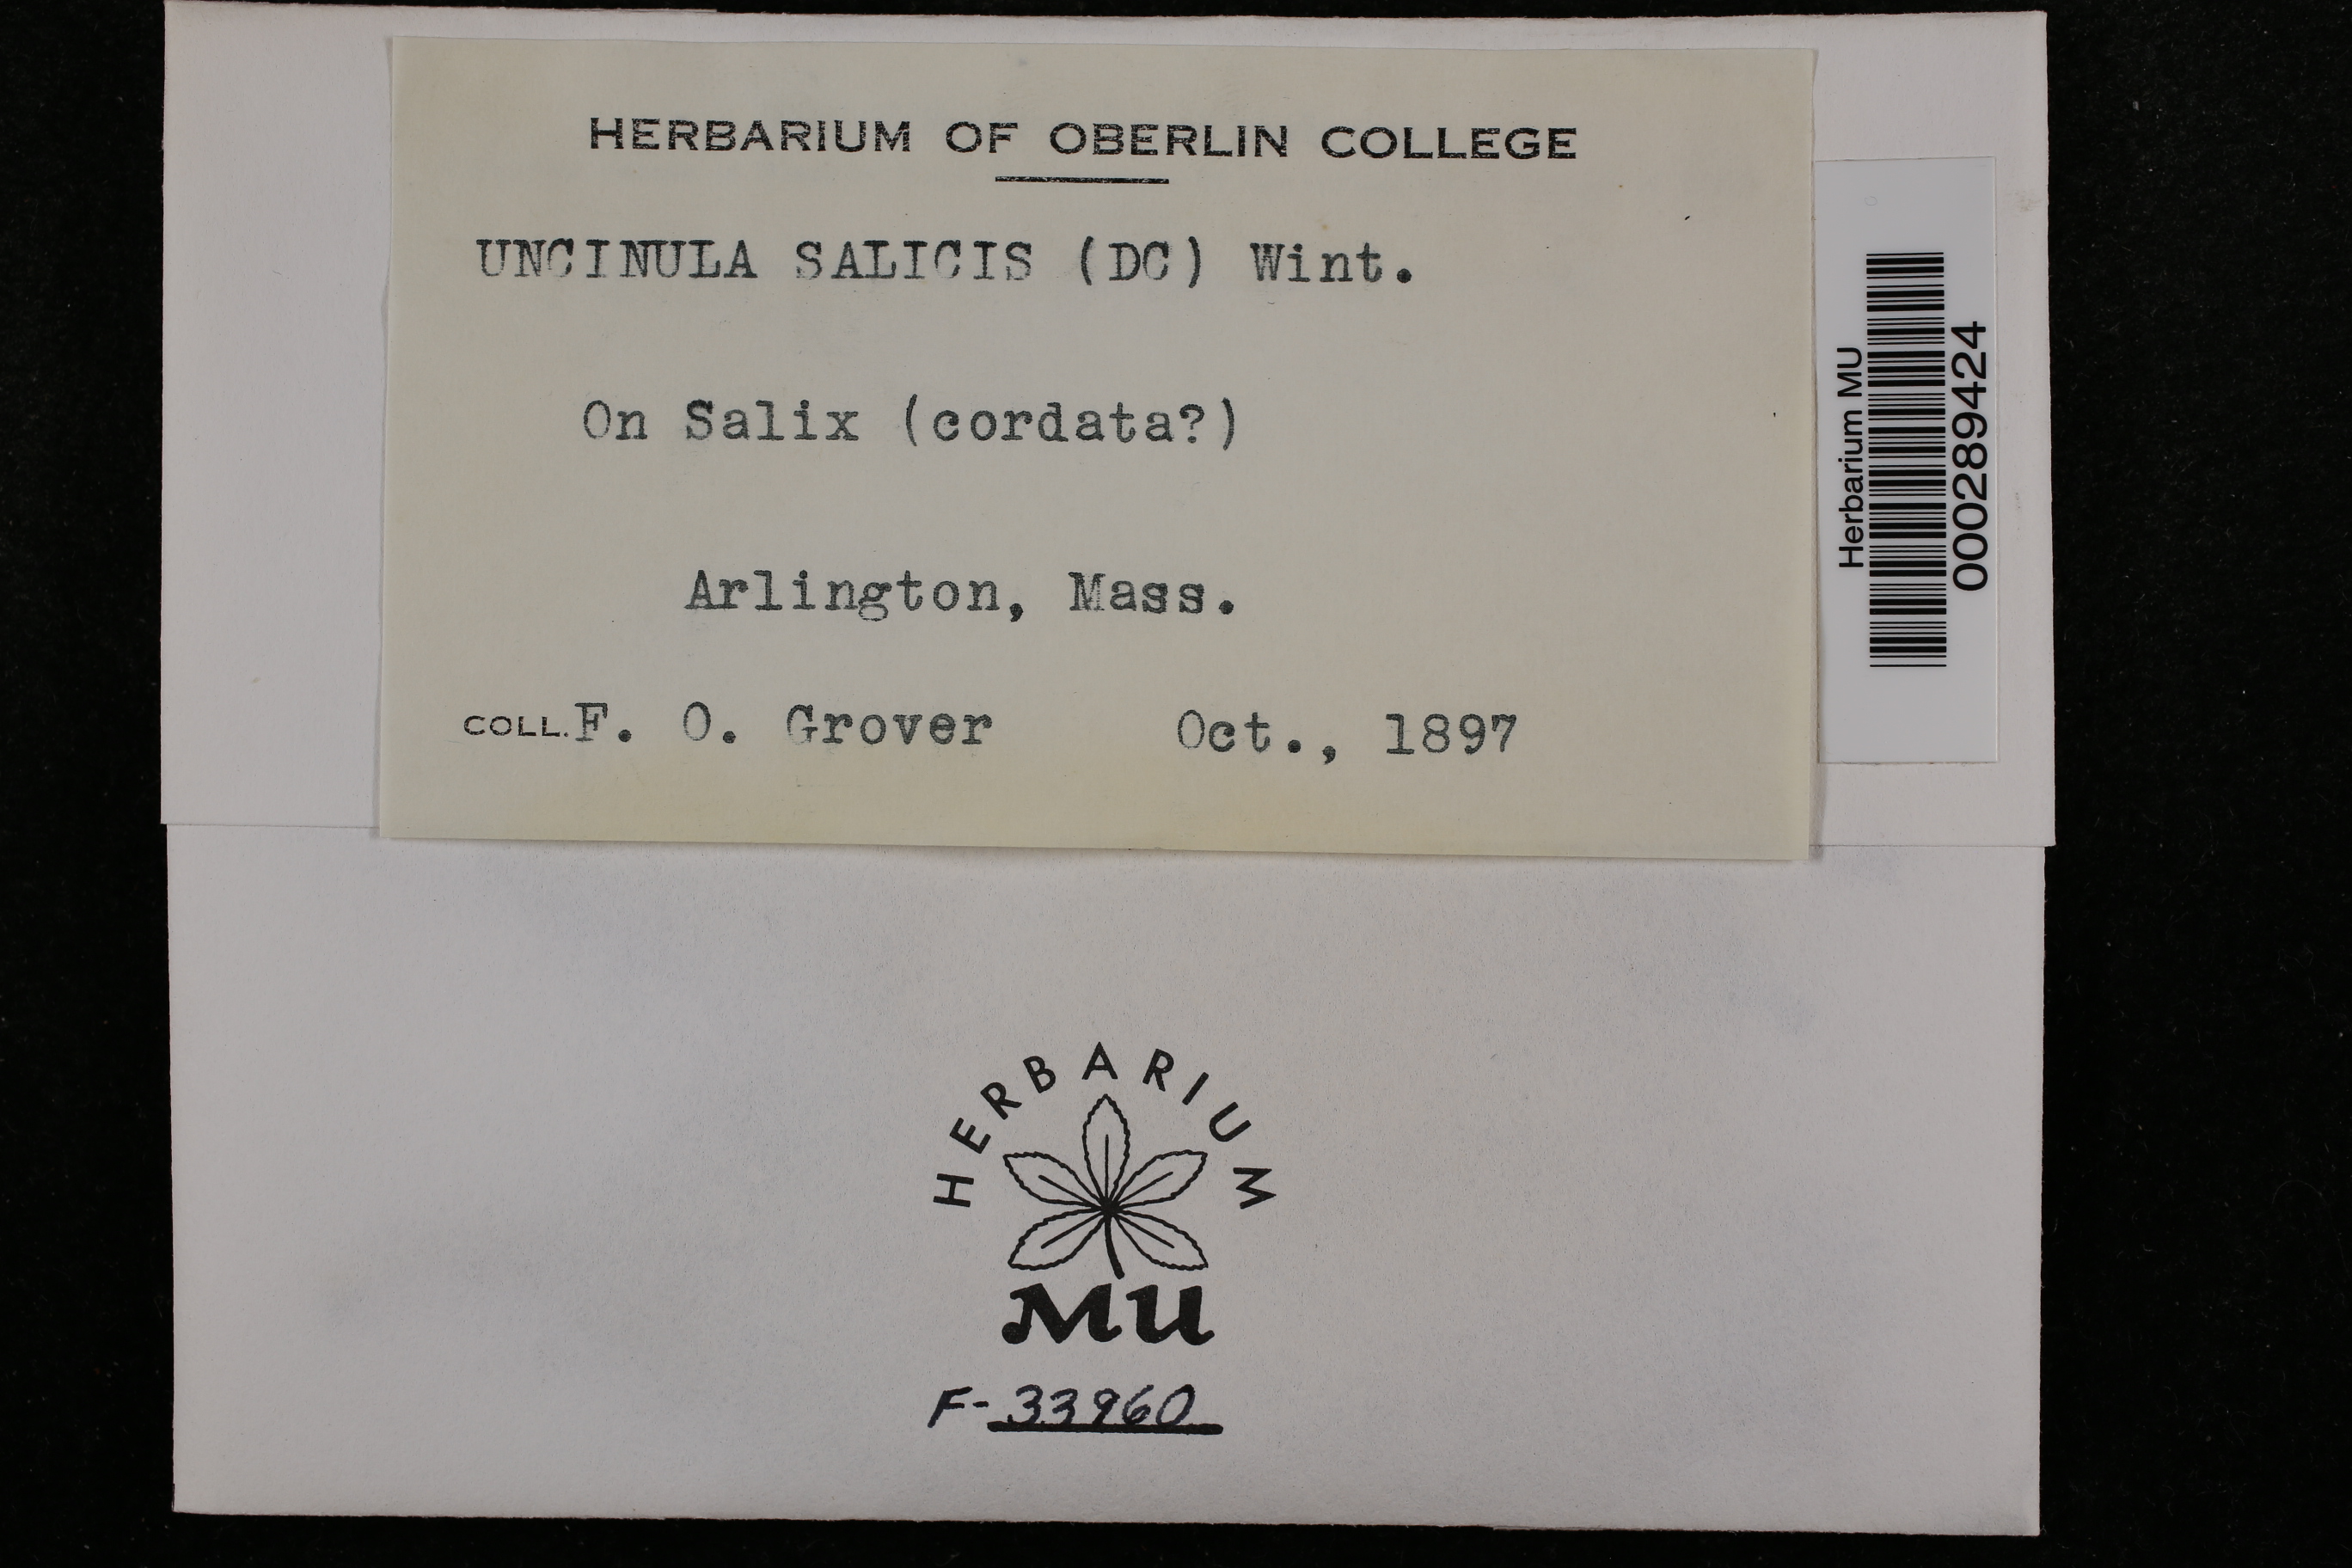 HERBARIUM OF OBERLIN COLLEGE
UNCINULA SALICIS (DC) Wint.
On Salix (cordata?)
Arlington, Mass.
COLL. F. O. Grover Oct., 1897
Herbarium MU
000289424
HERBARIUM
MU
F-33960